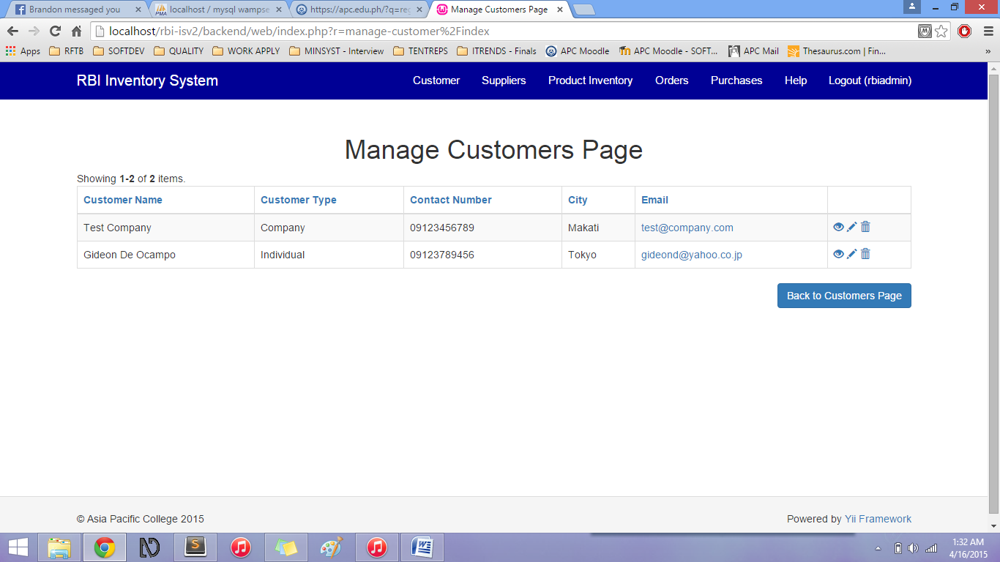 Brandon messaged you
localhost / mysql wampse
https://apc.edu.ph/?q=reg
Manage Customers Page
localhost/rbi-isv2/backend/web/index.php?r=manage-customer%2Findex
Apps RFTB SOFTDEV QUALITY WORK APPLY MINSYST - Interview TENTREPS ITRENDS - Finals APC Moodle APC Moodle - SOFT... APC Mail Thesaurus.com | Fin... »
RBI Inventory System Customer Suppliers Product Inventory Orders Purchases Help Logout (rbiadmin)
Manage Customers Page
Showing 1-2 of 2 items.
Customer Name Customer Type Contact Number City Email
Test Company Company 09123456789 Makati test@company.com
Gideon De Ocampo Individual 09123789456 Tokyo gideond@yahoo.co.jp
Back to Customers Page
© Asia Pacific College 2015 Powered by Yii Framework
1:32 AM
4/16/2015